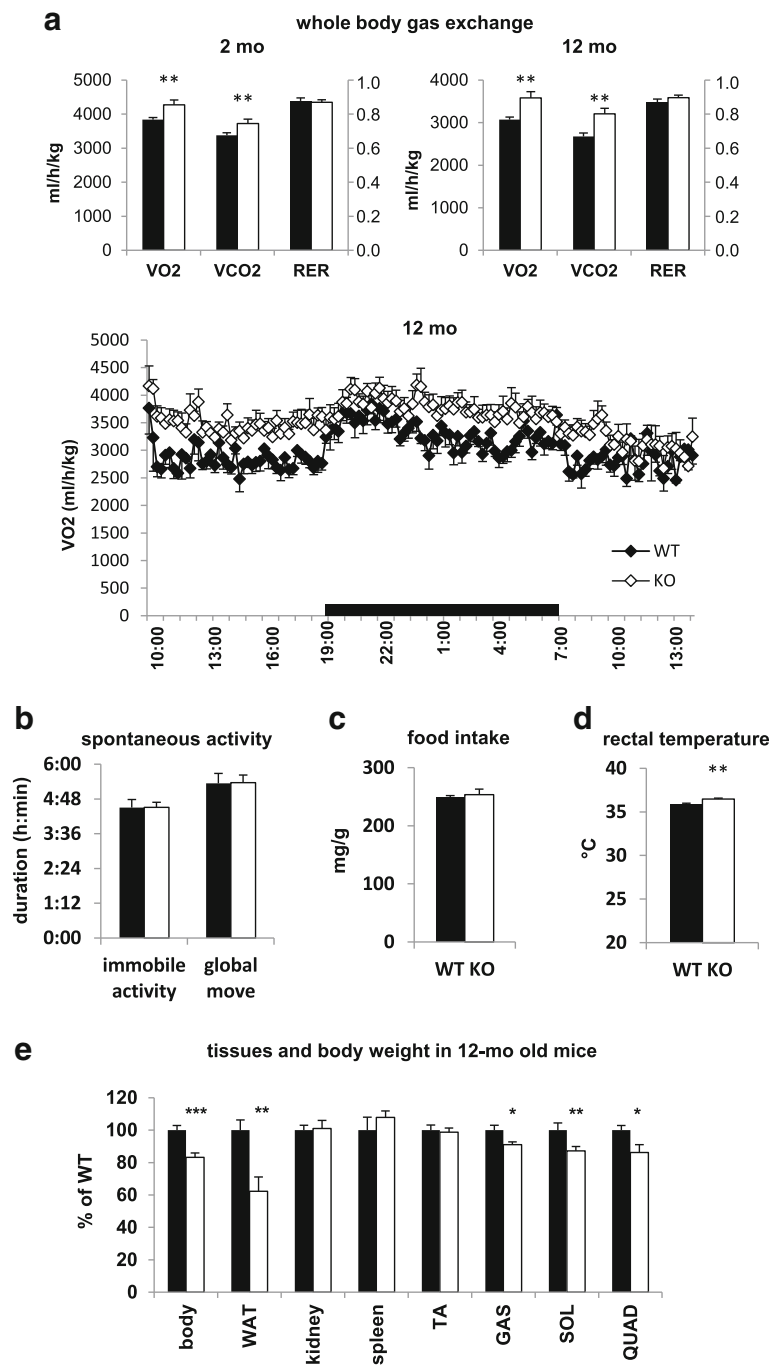 a
whole body gas exchange
2 mo
12 mo
5000
4000
3000
2000
1000
0
ml/h/kg
**
**
1.0
0.8
0.6
0.4
0.2
0.0
VO2 VCO2 RER
4000
3000
2000
1000
0
ml/h/kg
**
**
1.0
0.8
0.6
0.4
0.2
0.0
VO2 VCO2 RER
12 mo
5000
4500
4000
3500
3000
2500
2000
1500
1000
500
0
VO2 (ml/h/kg)
WT
KO
10:00 13:00 16:00 19:00 22:00 1:00 4:00 7:00 10:00 13:00
b
spontaneous activity
6:00
4:48
3:36
2:24
1:12
0:00
duration (h:min)
immobile global
activity move
c
food intake
300
200
100
0
mg/g
WT KO
d
rectal temperature
**
40
35
30
25
20
°C
WT KO
e
tissues and body weight in 12-mo old mice
120
100
80
60
40
20
0
% of WT
*** ** * ** *
body WAT kidney spleen TA GAS SOL QUAD